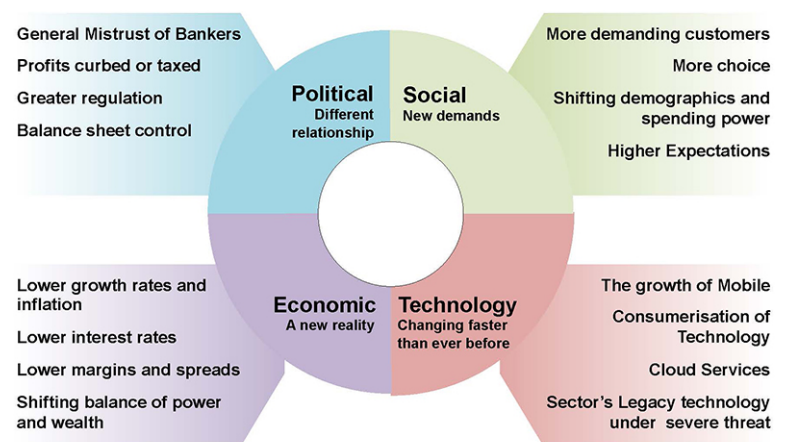 General Mistrust of Bankers
Profits curbed or taxed
Greater regulation
Balance sheet control
Political
Different
relationship
Social
New demands
More demanding customers
More choice
Shifting demographics and
spending power
Higher Expectations
Lower growth rates and
inflation
Lower interest rates
Lower margins and spreads
Shifting balance of power
and wealth
Economic
A new reality
Technology
Changing faster
than ever before
The growth of Mobile
Consumerisation of
Technology
Cloud Services
Sector's Legacy technology
under severe threat